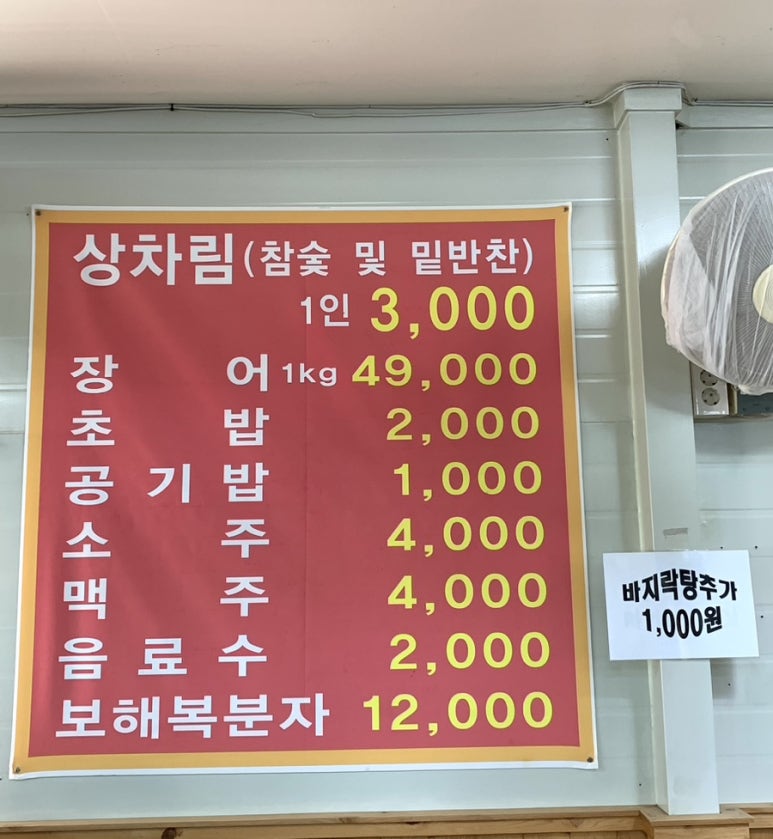 상차림(참숯 및 밑반찬)
1인 3,000
장어 1kg 49,000
초밥 2,000
공기밥 1,000
소주 4,000
맥주 4,000
음료수 2,000
보해복분자 12,000
바지락탕추가
1,000원